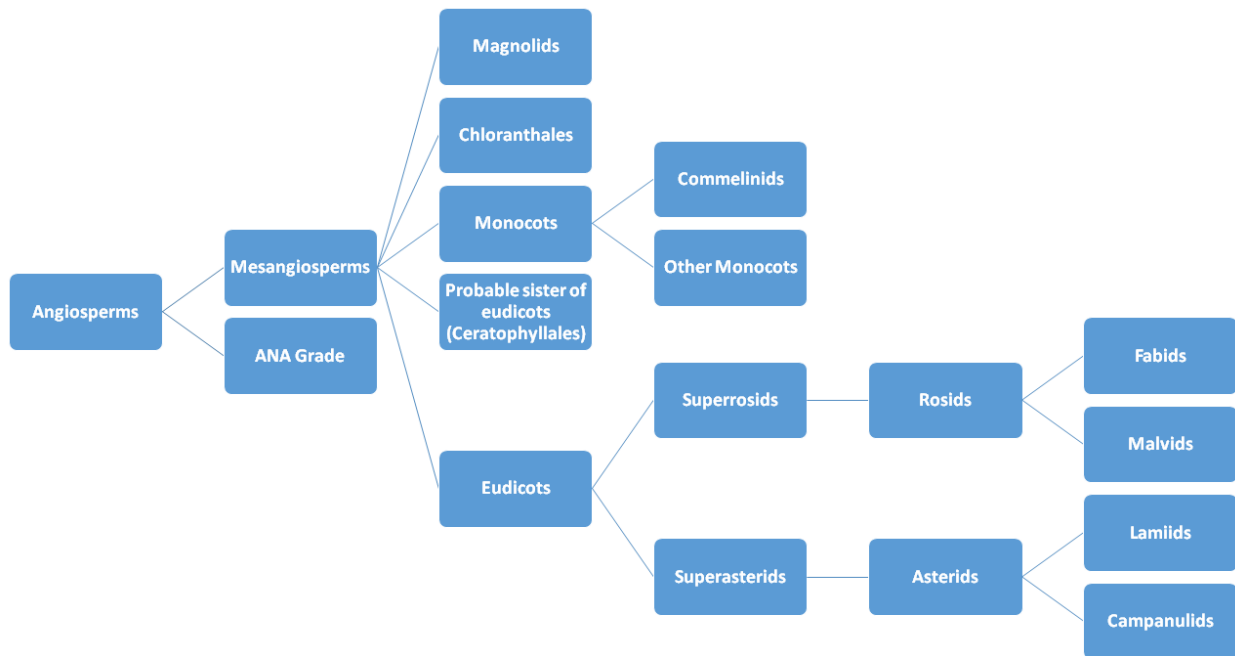 Magnolids
Chloranthales
Commelinids
Monocots
Mesangiosperms
Other Monocots
Angiosperms
Probable sister of
eudicots
(Ceratophyllales)
ANA Grade
Fabids
Superrosids
Rosids
Malvids
Eudicots
Lamiids
Superasterids
Asterids
Campanulids